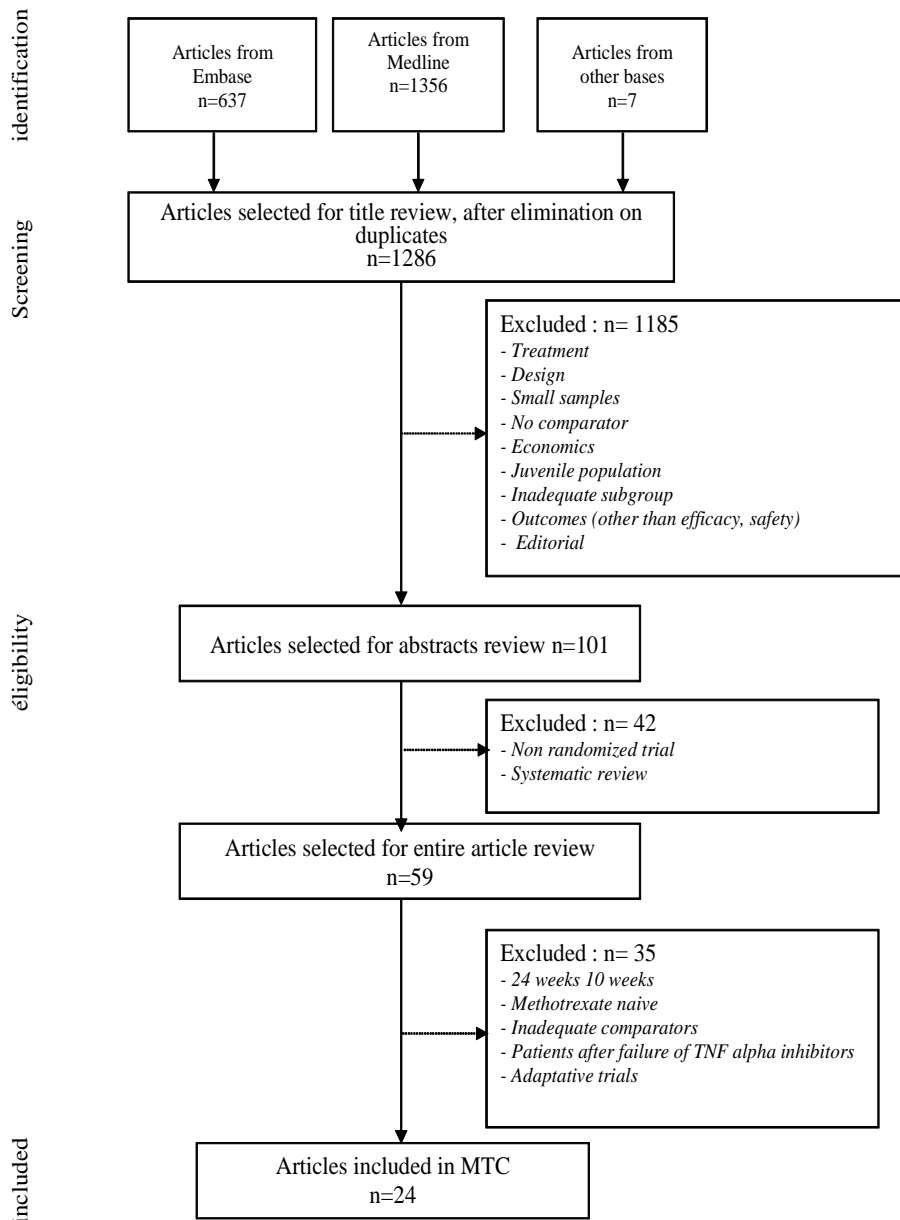 identification
Articles from
Embase
n=637
Articles from
Medline
n=1356
Articles from
other bases
n=7
Screening
Articles selected for title review, after elimination on
duplicates
n=1286
Excluded : n= 1185
- Treatment
- Design
- Small samples
- No comparator
- Economics
- Juvenile population
- Inadequate subgroup
- Outcomes (other than efficacy, safety)
- Editorial
éligibility
Articles selected for abstracts review n=101
Excluded : n= 42
- Non randomized trial
- Systematic review
Articles selected for entire article review
n=59
Excluded : n= 35
- 24 weeks 10 weeks
- Methotrexate naive
- Inadequate comparators
- Patients after failure of TNF alpha inhibitors
- Adaptative trials
included
Articles included in MTC
n=24